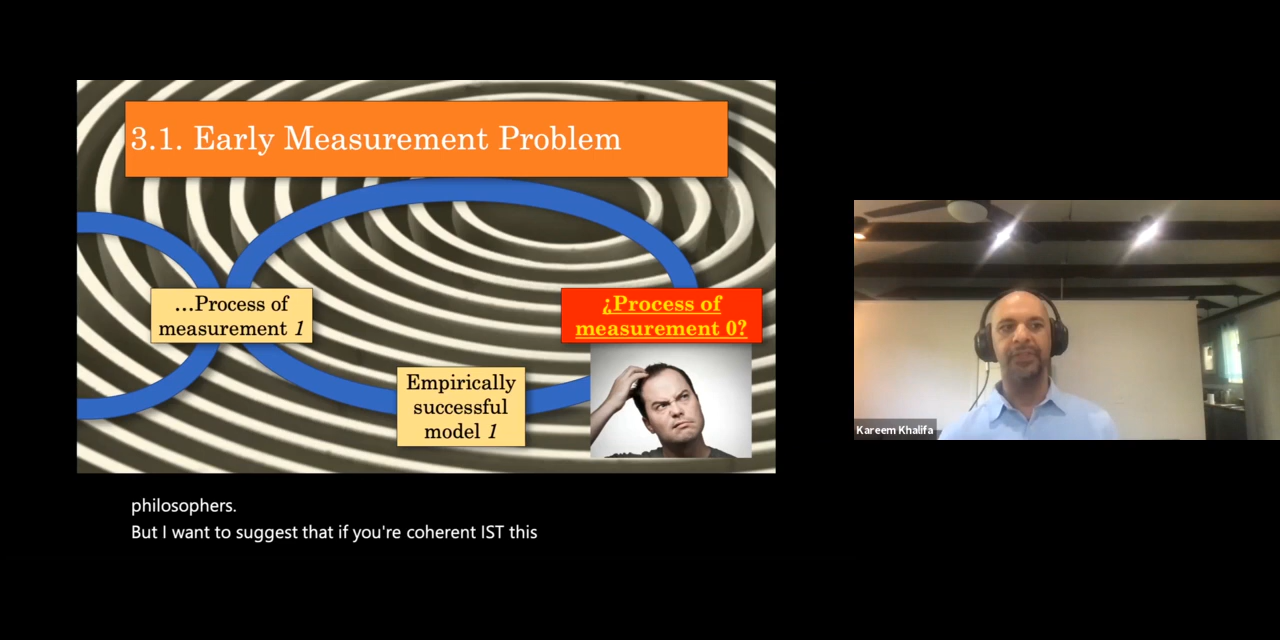 3.1. Early Measurement Problem
...Process of
measurement 1
¿Process of
measurement 0?
Empirically
successful
model 1
Kareem Khalifa
philosophers.
But I want to suggest that if you're coherent IST this